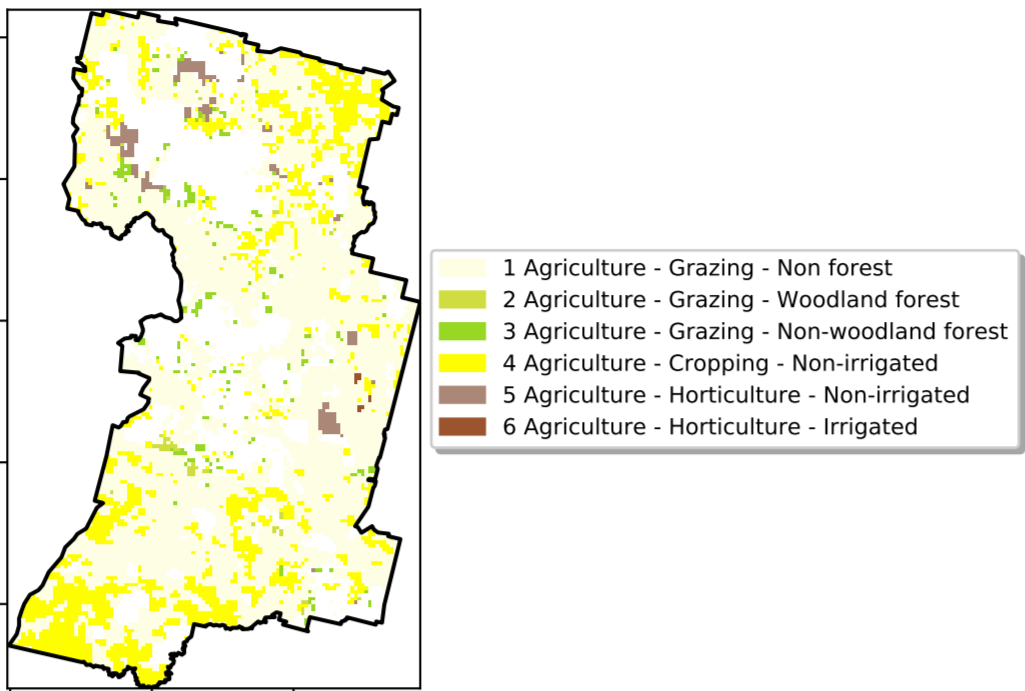 1 Agriculture - Grazing - Non forest
2 Agriculture - Grazing - Woodland forest
3 Agriculture - Grazing - Non-woodland forest
4 Agriculture - Cropping - Non-irrigated
5 Agriculture - Horticulture - Non-irrigated
6 Agriculture - Horticulture - Irrigated